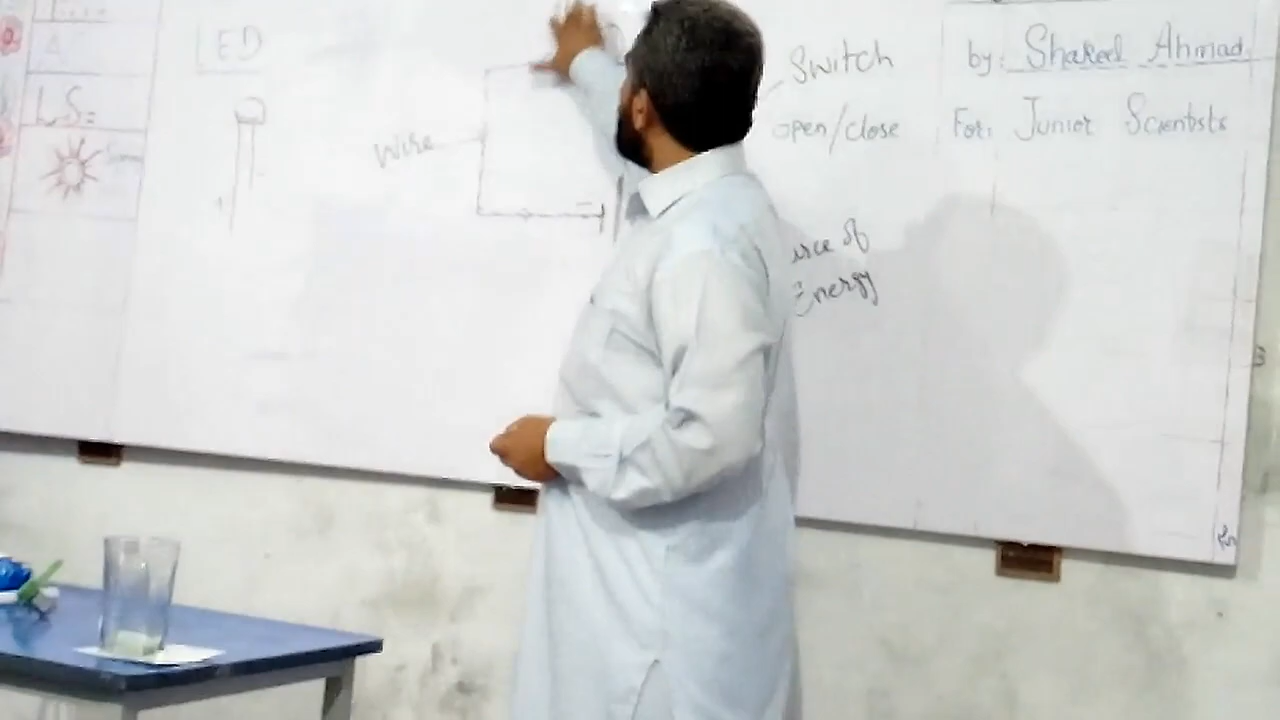 LED
LS=
Wire
Switch
open/close
Energy
by: Shakeel Ahmad
For: Junior Scientists